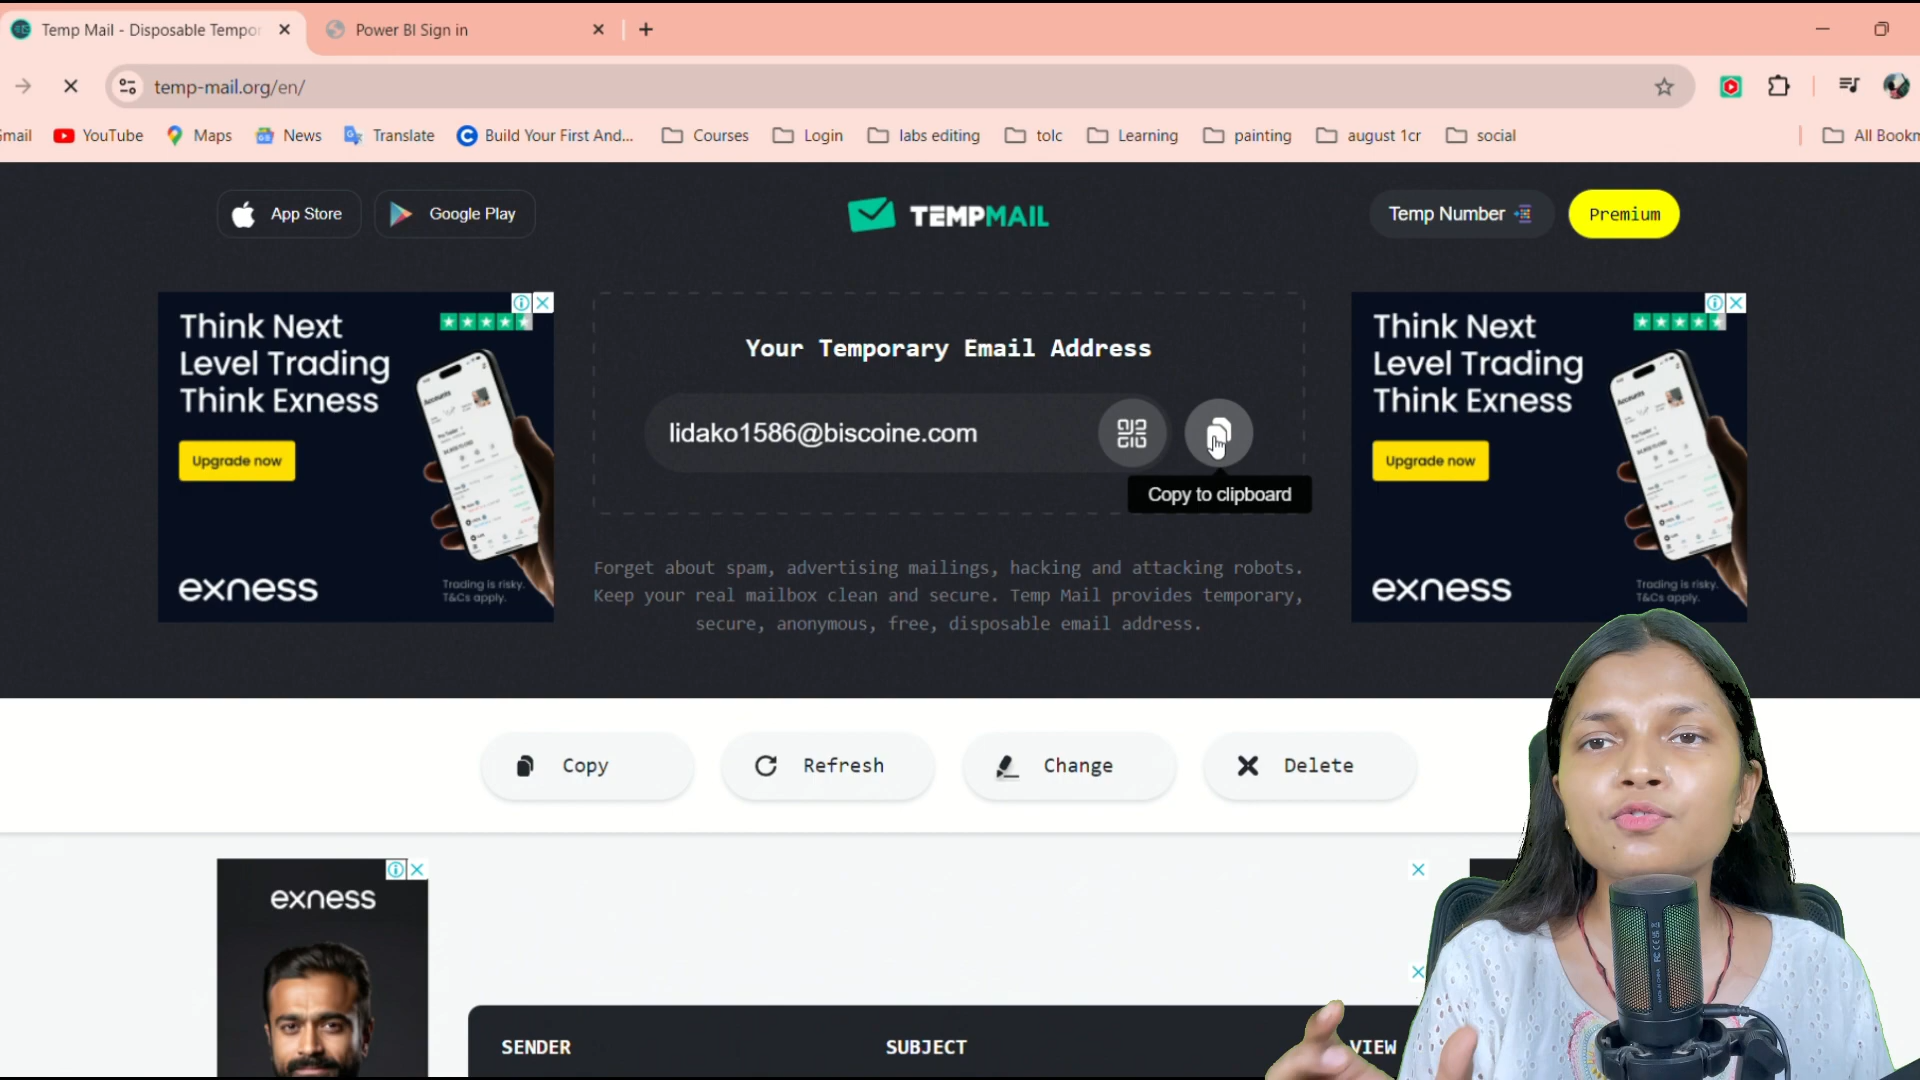 Temp Mail - Disposable Tempor
Power BI Sign in
temp-mail.org/en/
mail
YouTube
Maps
News
Translate
Build Your First And...
Courses
Login
labs editing
tolc
Learning
painting
august 1cr
social
All Bookm
App Store
Google Play
TEMPMAIL
Temp Number
Premium
Think Next
Level Trading
Think Exness
Upgrade now
exness
Trading is risky.
T&Cs apply.
Your Temporary Email Address
lidako1586@biscoine.com
Copy to clipboard
Think Next
Level Trading
Think Exness
Upgrade now
exness
Trading is risky.
T&Cs apply.
Forget about spam, advertising mailings, hacking and attacking robots.
Keep your real mailbox clean and secure. Temp Mail provides temporary,
secure, anonymous, free, disposable email address.
Copy
Refresh
Change
Delete
exness
SENDER
SUBJECT
VIEW